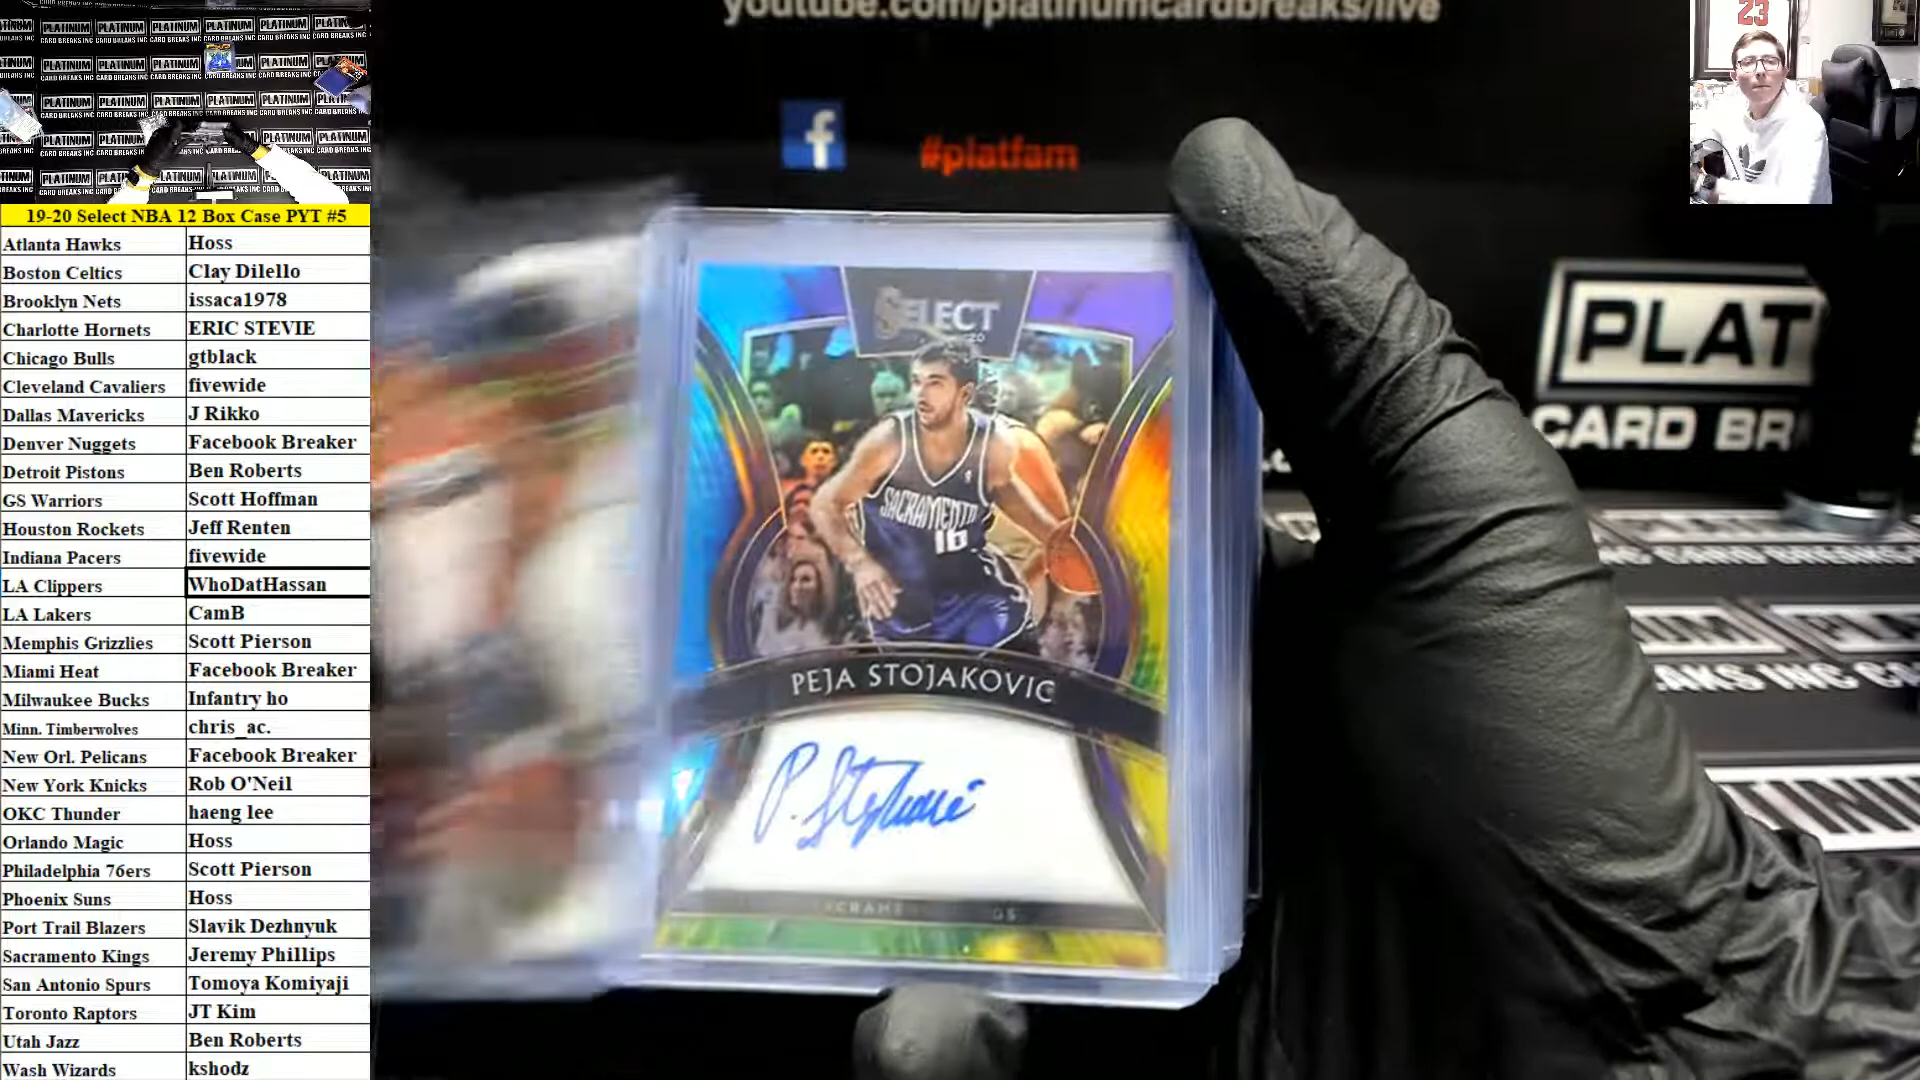 youtube.com/platinumcardbreaks/live
#platfam
23
19-20 Select NBA 12 Box Case PYT #5
Atlanta Hawks Hoss
Boston Celtics Clay Dilello
Brooklyn Nets issaca1978
Charlotte Hornets ERIC STEVIE
Chicago Bulls gtblack
Cleveland Cavaliers fivewide
Dallas Mavericks J Rikko
Denver Nuggets Facebook Breaker
Detroit Pistons Ben Roberts
GS Warriors Scott Hoffman
Houston Rockets Jeff Renten
Indiana Pacers fivewide
LA Clippers WhoDatHassan
LA Lakers CamB
Memphis Grizzlies Scott Pierson
Miami Heat Facebook Breaker
Milwaukee Bucks Infantry ho
Minn. Timberwolves chris_ac.
New Orl. Pelicans Facebook Breaker
New York Knicks Rob O'Neil
OKC Thunder haeng lee
Orlando Magic Hoss
Philadelphia 76ers Scott Pierson
Phoenix Suns Hoss
Port Trail Blazers Slavik Dezhnyuk
Sacramento Kings Jeremy Phillips
San Antonio Spurs Tomoya Komiyaji
Toronto Raptors JT Kim
Utah Jazz Ben Roberts
Wash Wizards kshodz
SELECT
SACRAMENTO
16
PEJA STOJAKOVIC
PLAT
CARD BR